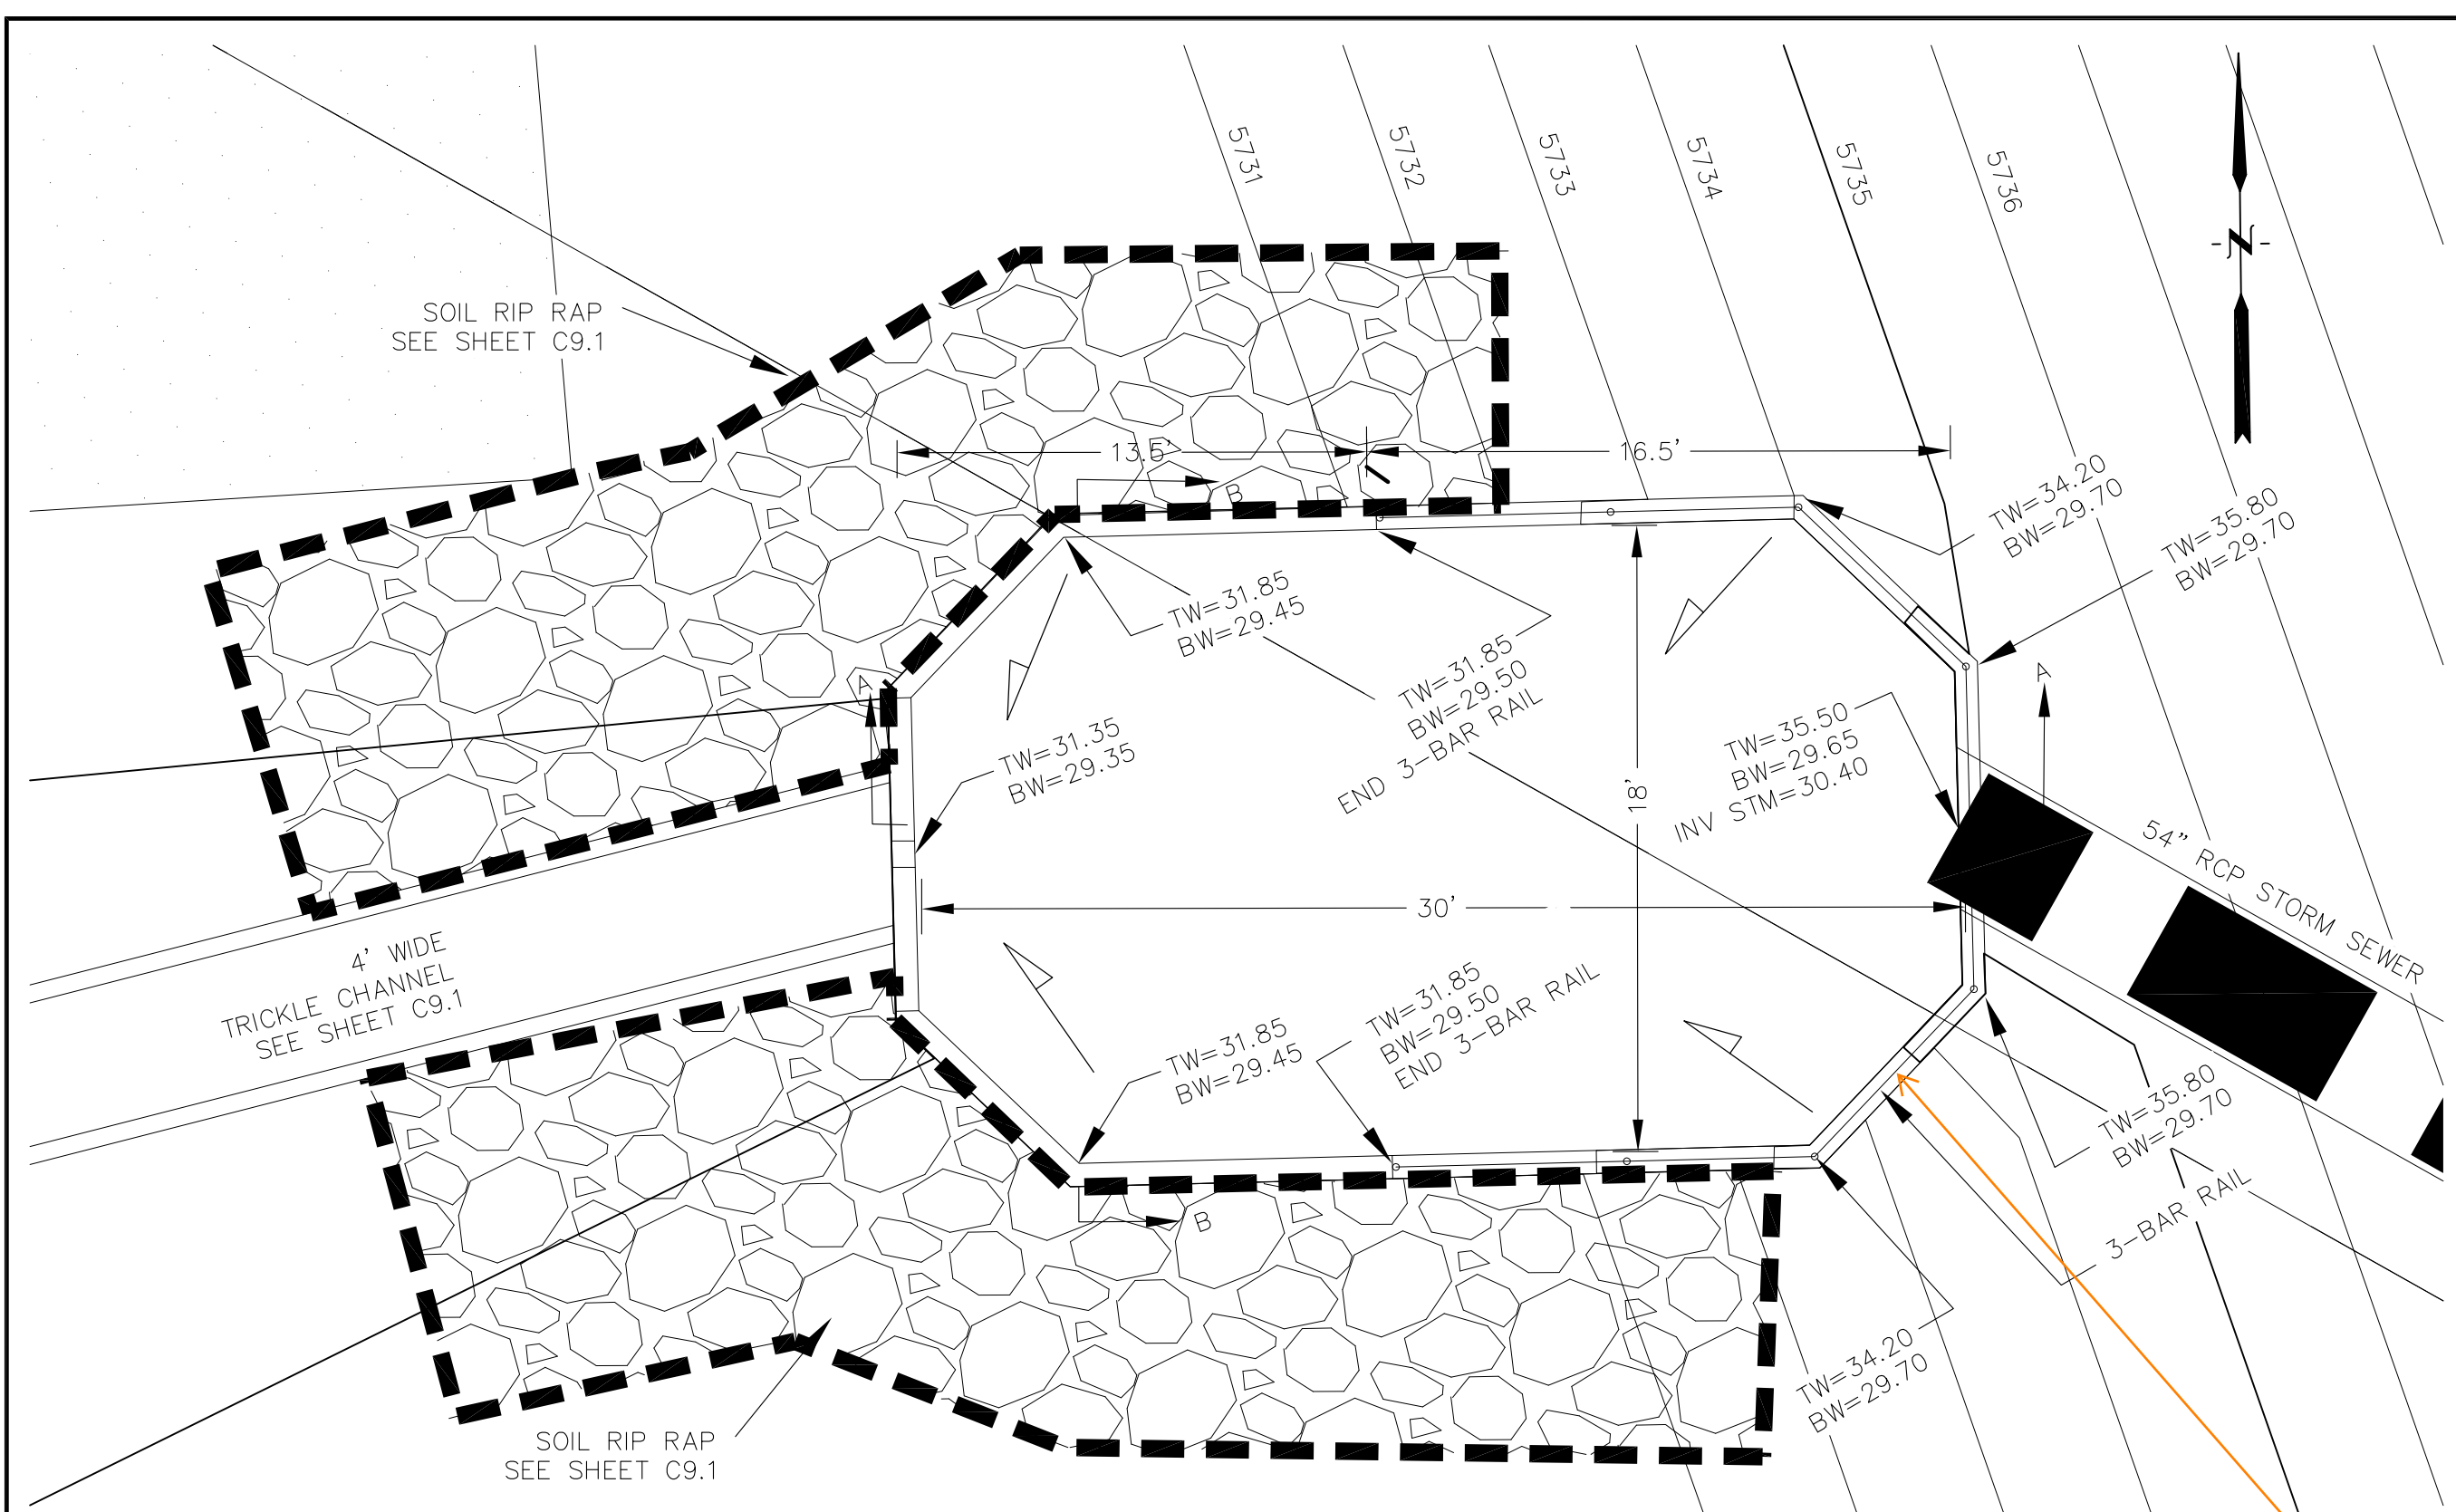 5731
5732
5733
5734
5735
5736
N
SOIL RIP RAP
SEE SHEET C9.1
13.5'
16.5'
B
TW=34.20
BW=29.70
TW=35.80
BW=29.70
TW=31.85
BW=29.45
TW=31.85
BW=29.50
END 3-BAR RAIL
A
A
TW=31.35
BW=29.35
TW=35.50
BW=29.65
INV STM=30.40
18'
54" RCP STORM SEWER
30'
4' WIDE
TRICKLE CHANNEL
SEE SHEET C9.1
TW=31.85
BW=29.45
TW=31.85
BW=29.50
END 3-BAR RAIL
TW=35.80
BW=29.70
3-BAR RAIL
B
TW=34.20
BW=29.70
SOIL RIP RAP
SEE SHEET C9.1